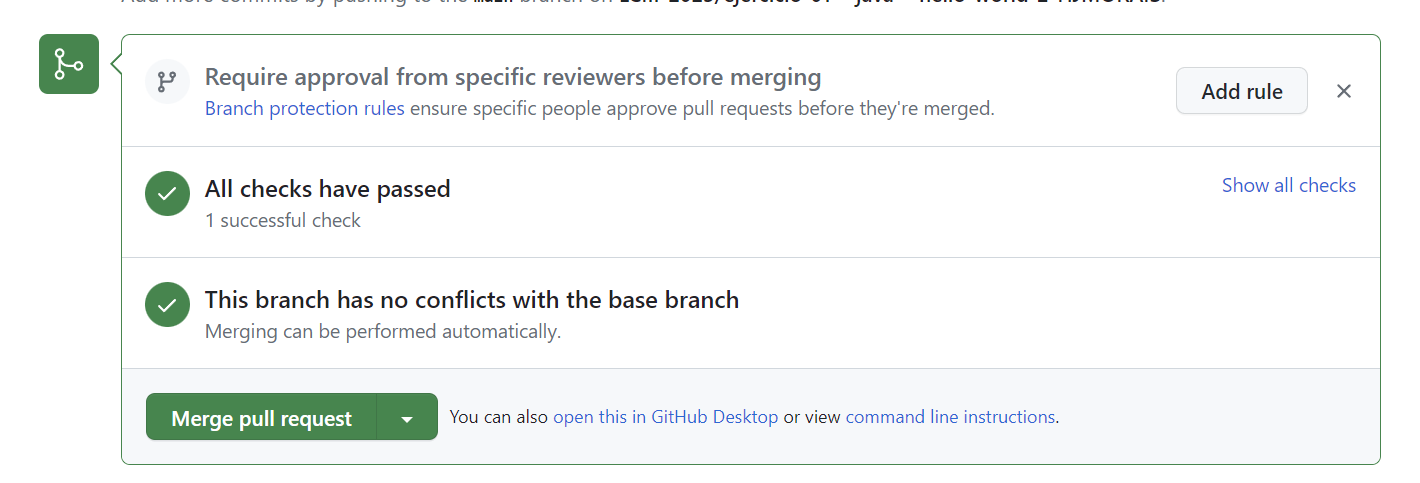 Add more commits by pushing to the main branch on
Require approval from specific reviewers before merging
Branch protection rules ensure specific people approve pull requests before they're merged.
Add rule
All checks have passed
1 successful check
Show all checks
This branch has no conflicts with the base branch
Merging can be performed automatically.
Merge pull request
You can also open this in GitHub Desktop or view command line instructions.